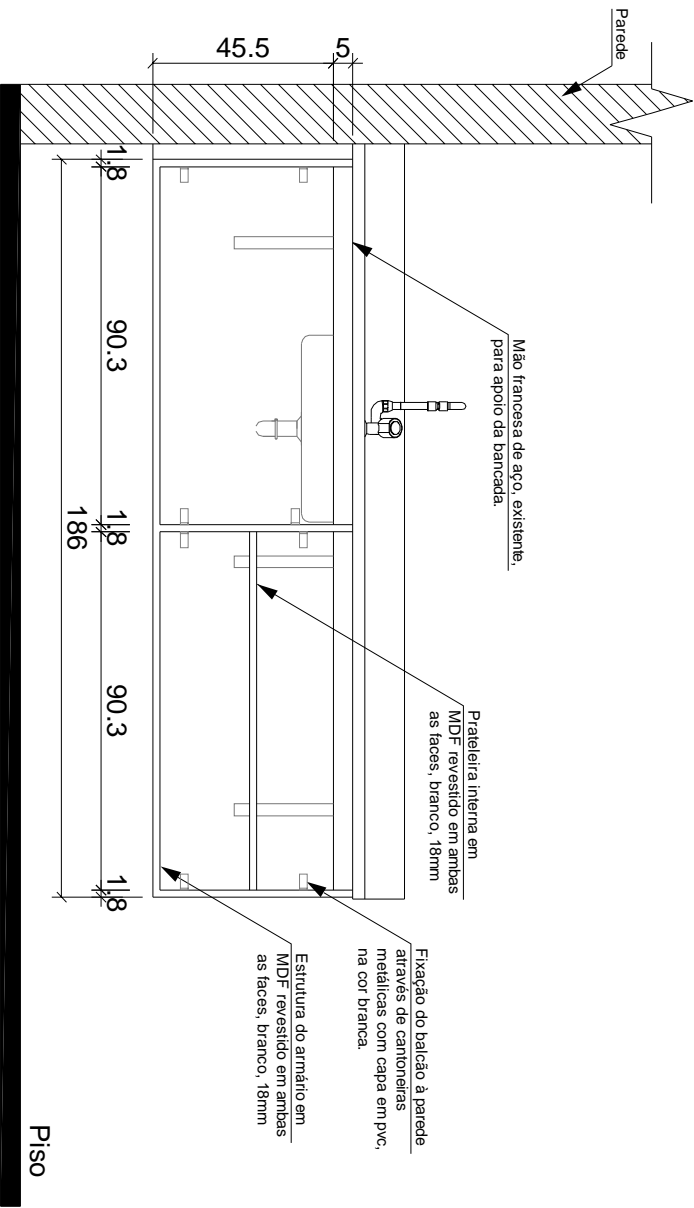 Parede
45.5
5
Mão francesa de aço, existente,
para apoio da bancada.
Prateleira interna em
MDF revestido em ambas
as faces, branco, 18mm
Fixação do balcão à parede
através de cantoneiras
metálicas com capa em pvc,
na cor branca.
Estrutura do armário em
MDF revestido em ambas
as faces, branco, 18mm
1.8
90.3
1.8
90.3
1.8
186
Piso